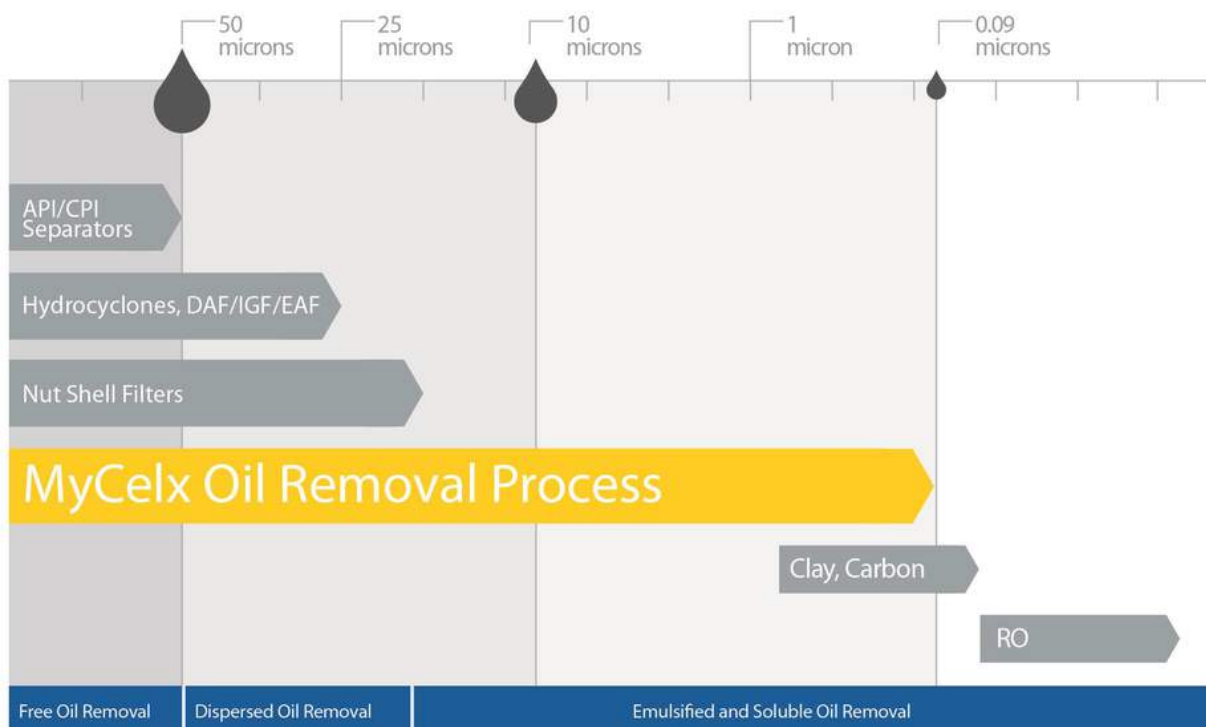 50
microns
25
microns
10
microns
1
micron
0.09
microns
API/CPI
Separators
Hydrocyclones, DAF/IGF/EAF
Nut Shell Filters
MyCelx Oil Removal Process
Clay, Carbon
RO
Free Oil Removal
Dispersed Oil Removal
Emulsified and Soluble Oil Removal